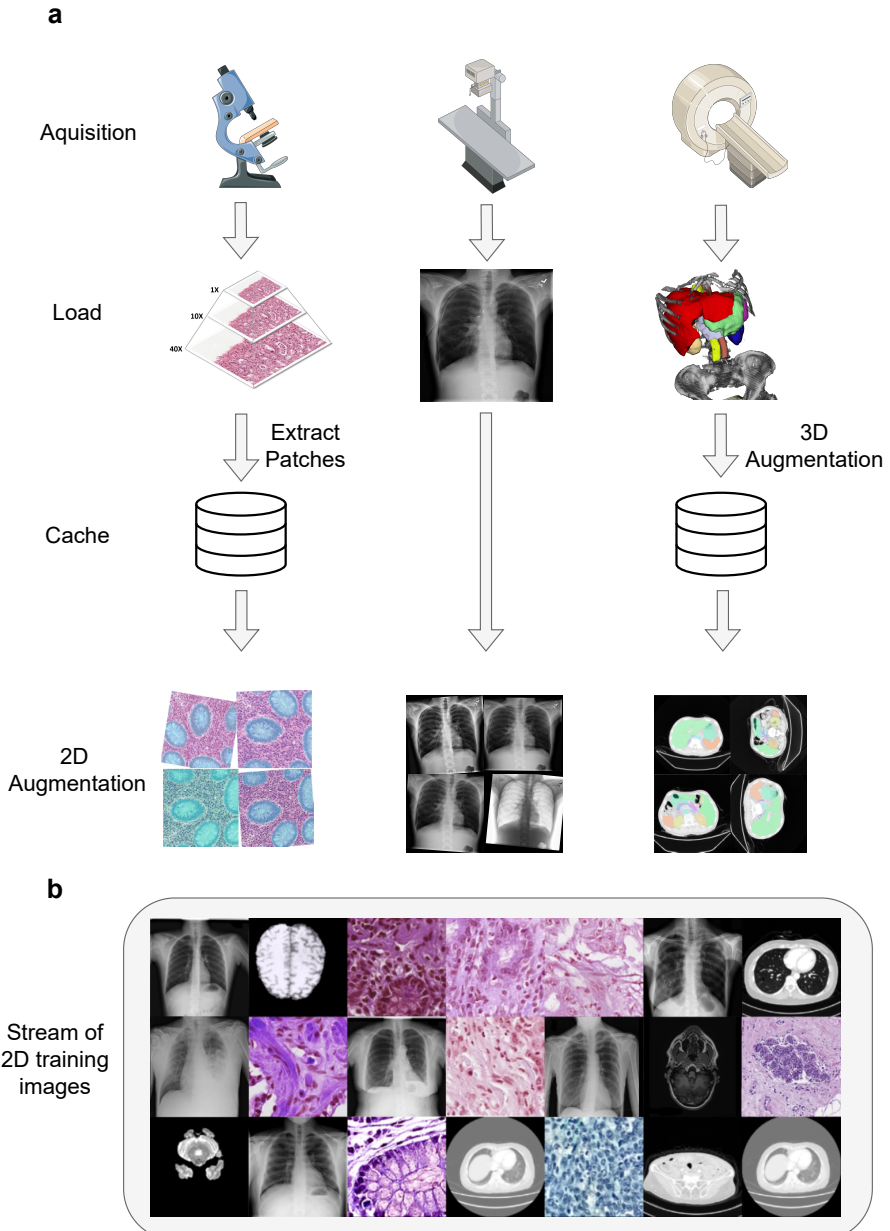 a
Aquisition
Load
1X
10X
40X
Extract
Patches
3D
Augmentation
Cache
2D
Augmentation
b
Stream of
2D training
images